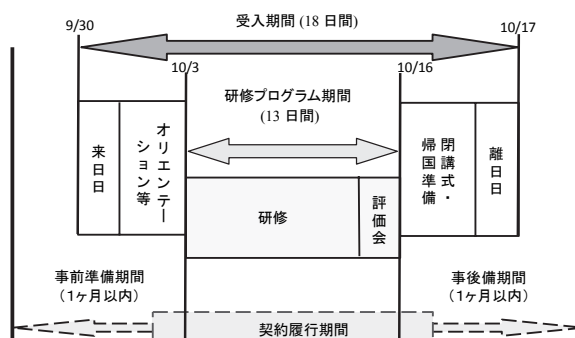 受入期間（18 日間）
9/30
10/17
10/3
10/16
研修プログラム期間
（13 日間）
来日日
オリエンテー
ション等
研修
評価会
閉講式・
帰国準備
離日日
事前準備期間
（1ヶ月以内）
事後備期間
（1ヶ月以内）
契約履行期間